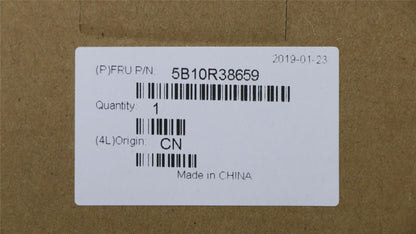 2019-01-23
(P)FRU P/N: 5B10R38659
Quantity: 1
(4L)Origin: CN
Made in CHINA